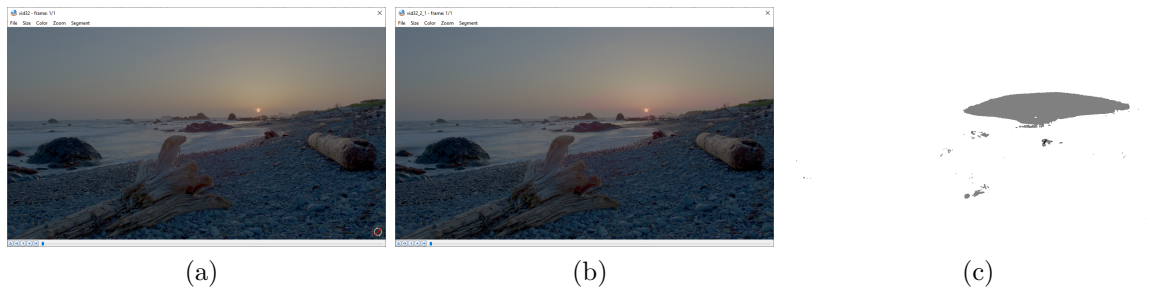 vid32 - frame: 1/1
File Size Color Zoom Segment
vid32_2_1 - frame: 1/1
File Size Color Zoom Segment
(a)
(b)
(c)